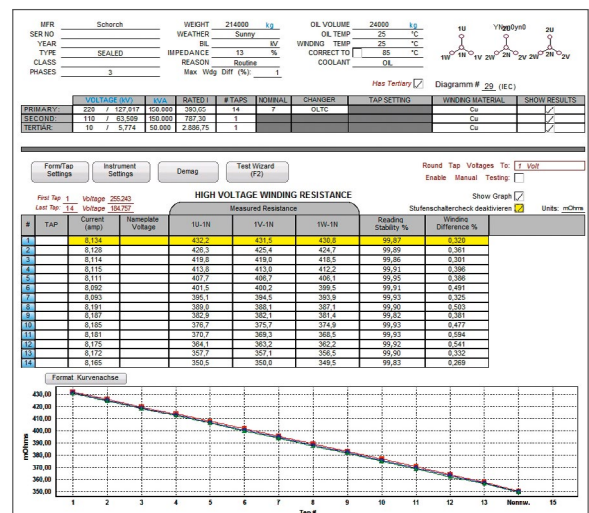 MFR Schorch WEIGHT 214000 kg OIL VOLUME 24000 kg
SER NO WEATHER Sunny OIL TEMP 25 °C
YEAR BIL kV WINDING TEMP 25 °C
TYPE SEALED IMPEDANCE 13 % CORRECT TO 85 °C
CLASS REASON Routine COOLANT OIL
PHASES 3 Max Wdg Diff (%): 1
1U YNyn0yn0 2U 2U
1W 1N 1V 2W 2N 2V 2W 2N 2V
Has Tertiary Diagramm # 29 (IEC)
VOLTAGE (kV) kVA RATED I # TAPS NOMINAL CHANGER TAP SETTING WINDING MATERIAL SHOW RESULTS
PRIMARY: 220 / 127,017 150.000 393,65 14 7 OLTC Cu
SECOND: 110 / 63,509 150.000 787,30 1 Cu
TERTIÄR: 10 / 5,774 50.000 2.886,75 1 Cu
Form/Tap Settings Instrument Settings Demag Test Wizard (F2)
Round Tap Voltages To: 1 Volt
Enable Manual Testing:
First Tap 1 Voltage 255.243
Last Tap: 14 Voltage 184.757
HIGH VOLTAGE WINDING RESISTANCE
Show Graph
Stufenschaltercheck deaktivieren Units: mOhms
Measured Resistance
# TAP Current (amp) Nameplate Voltage 1U-1N 1V-1N 1W-1N Reading Stability % Winding Difference %
1 8,134 432,2 431,5 430,8 99,87 0,320
2 8,128 426,3 425,4 424,7 99,89 0,361
3 8,114 419,8 419,0 418,5 99,86 0,301
4 8,115 413,8 413,0 412,2 99,91 0,396
5 8,111 407,7 406,7 406,1 99,95 0,386
6 8,092 401,5 400,2 399,5 99,91 0,491
7 8,093 395,1 394,5 393,9 99,93 0,325
8 8,191 389,0 388,1 387,1 99,90 0,503
9 8,187 382,9 382,1 381,4 99,82 0,381
10 8,185 376,7 375,7 374,9 99,93 0,477
11 8,181 370,7 369,3 368,5 99,93 0,594
12 8,175 364,1 363,2 362,2 99,92 0,541
13 8,172 357,7 357,1 356,5 99,90 0,332
14 8,165 350,5 350,0 349,5 99,83 0,269
Format Kurvenachse
mOhms
430,00
420,00
410,00
400,00
390,00
380,00
370,00
360,00
350,00
1 2 3 4 5 6 7 8 9 10 11 12 13 Nennsw. 15
Tap #